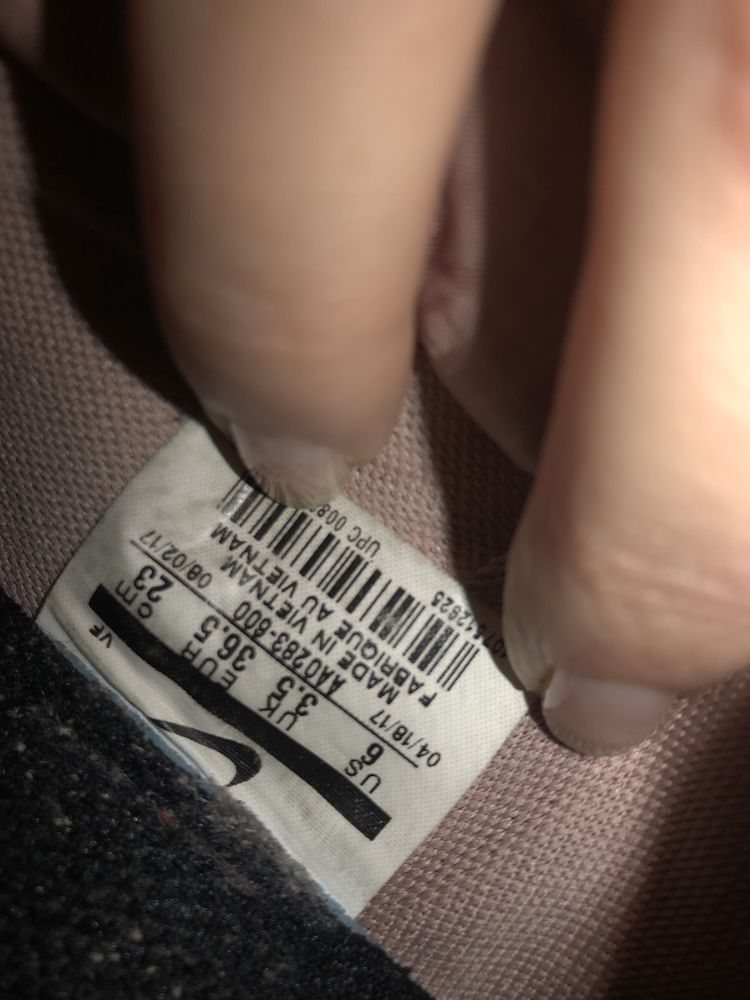 VF
US UK EUR cm
6 3.5 36.5 23
04/18/17 AA0283-600 08/02/17
MADE IN VIETNAM
FABRIQUE AU VIETNAM
UPC